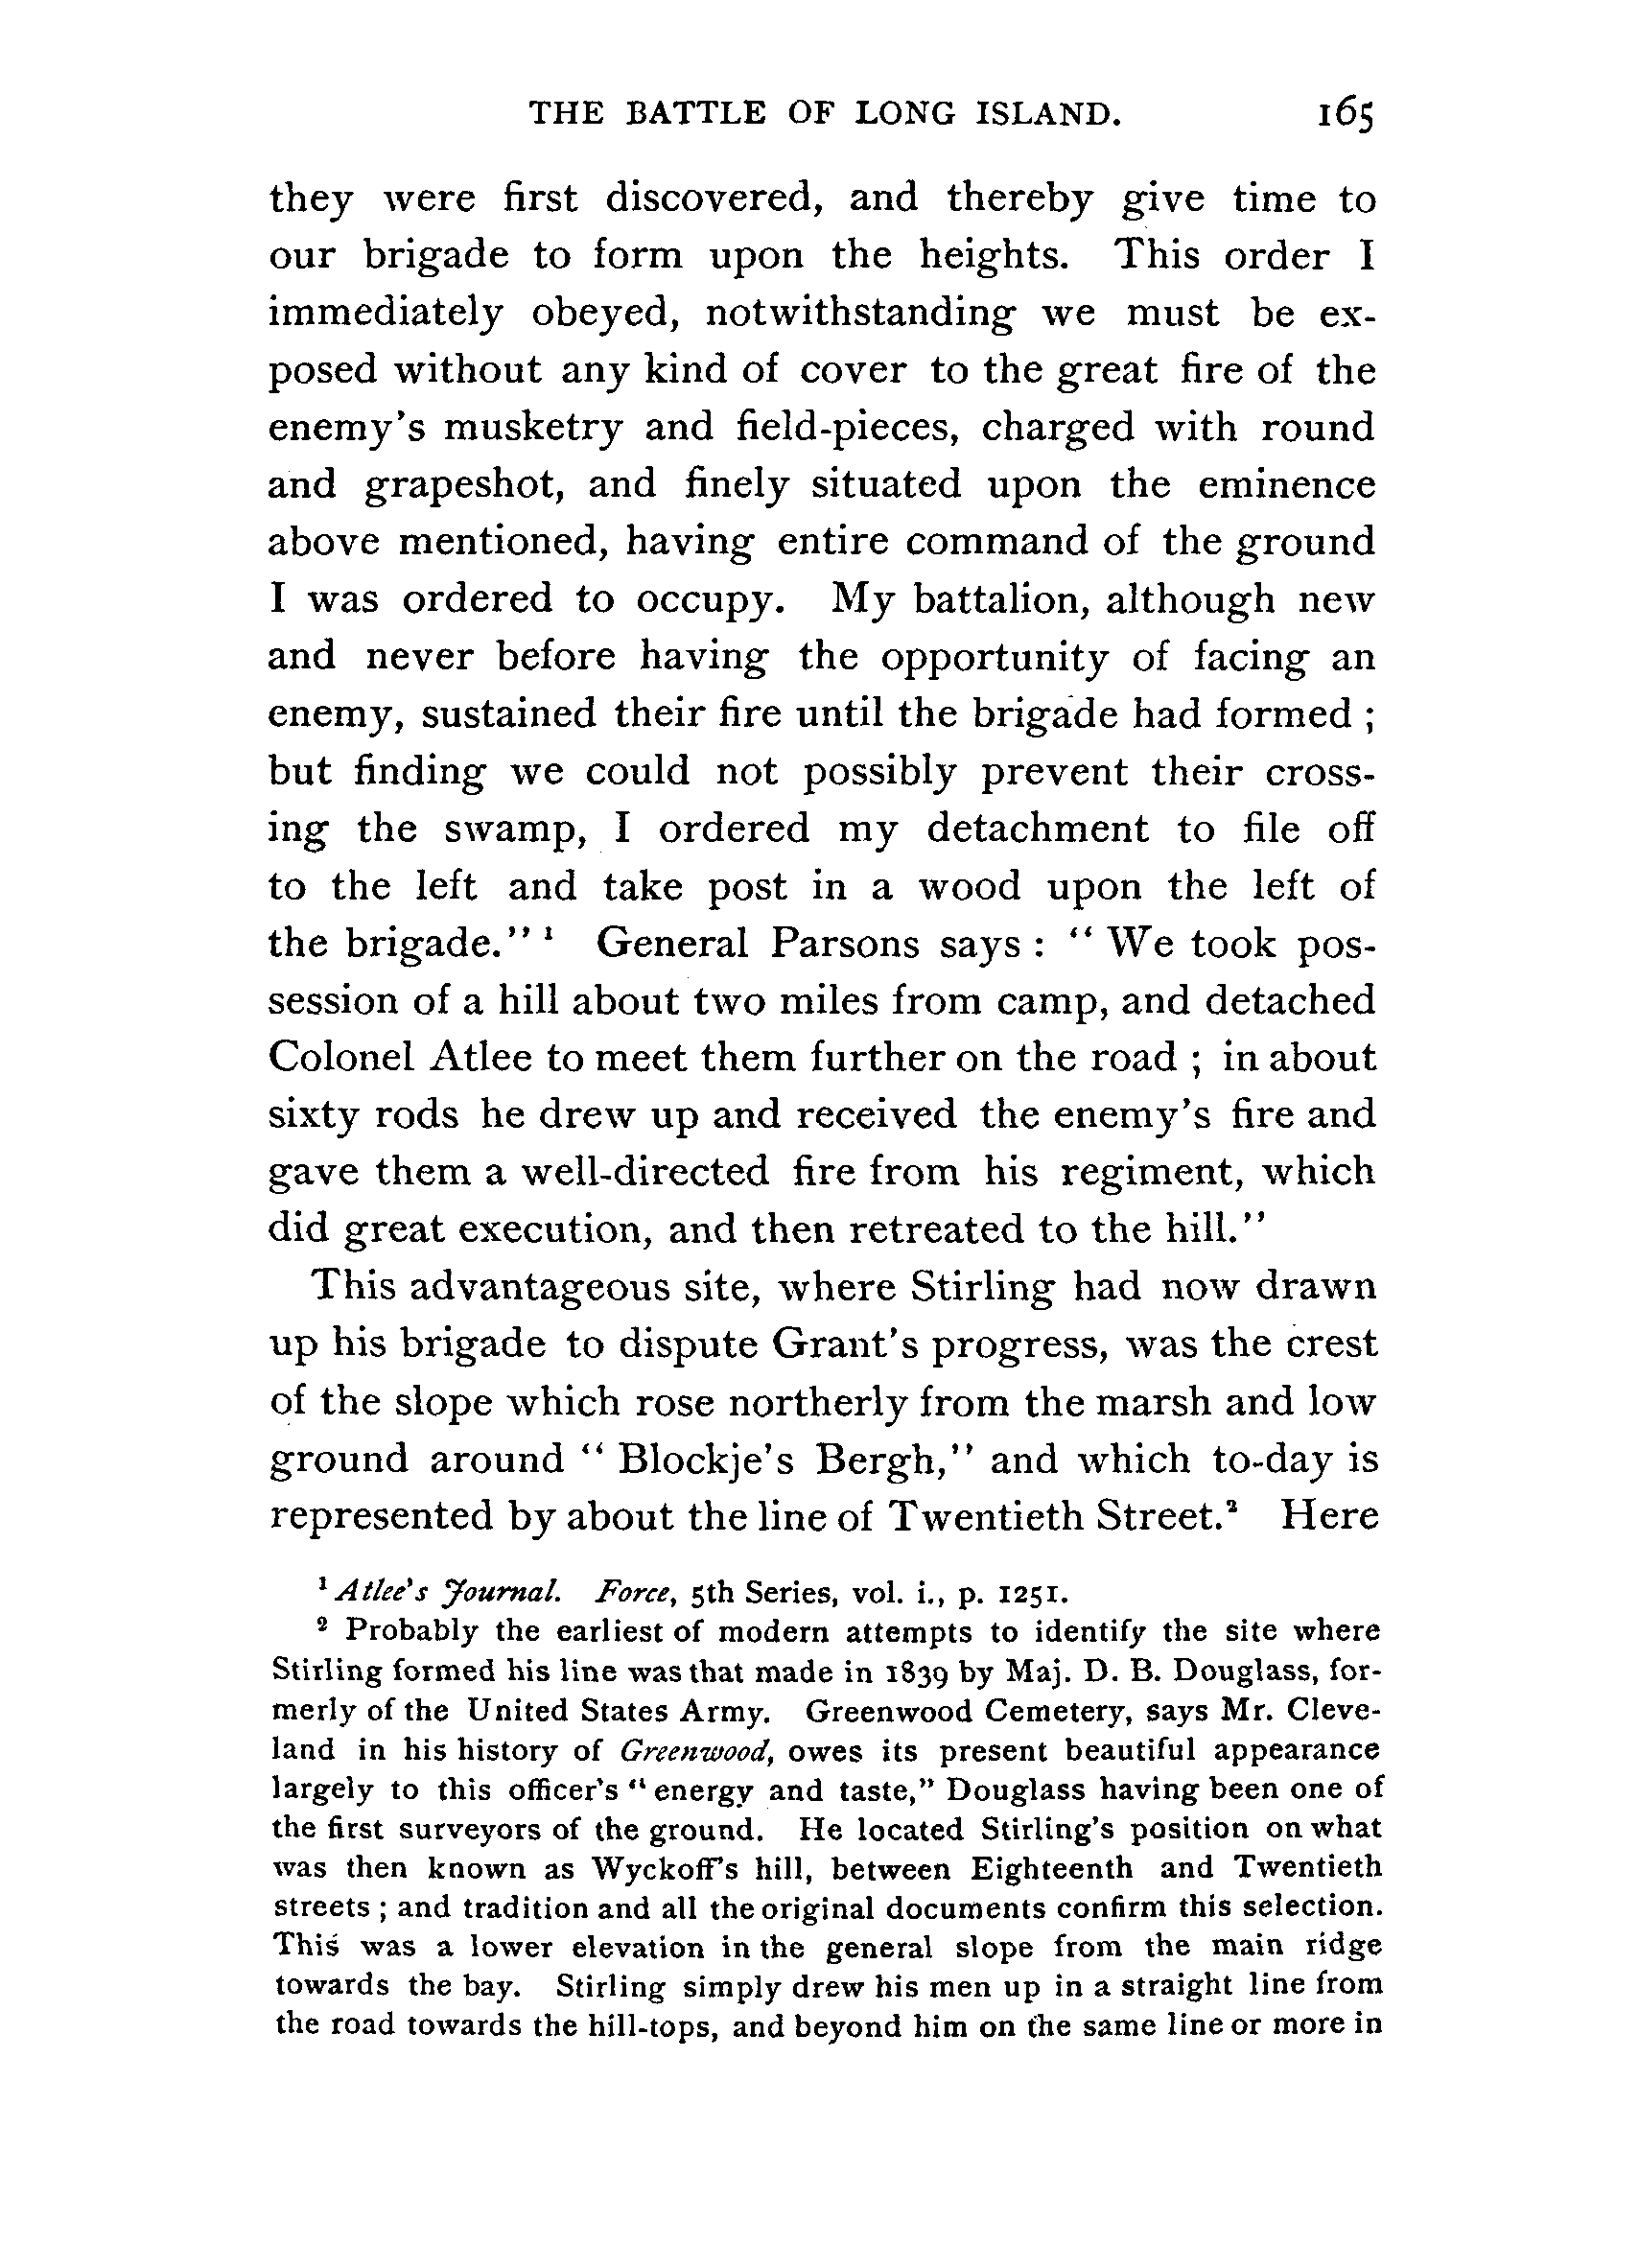 THE BATTLE OF LONG ISLAND. 165
they were first discovered, and thereby give time to
our brigade to form upon the heights. This order I
immediately obeyed, notwithstanding we must be ex-
posed without any kind of cover to the great fire of the
enemy's musketry and field-pieces, charged with round
and grapeshot, and finely situated upon the eminence
above mentioned, having entire command of the ground
I was ordered to occupy. My battalion, although new
and never before having the opportunity of facing an
enemy, sustained their fire until the brigade had formed ;
but finding we could not possibly prevent their cross-
ing the swamp, I ordered my detachment to file off
to the left and take post in a wood upon the left of
the brigade." ¹ General Parsons says : " We took pos-
session of a hill about two miles from camp, and detached
Colonel Atlee to meet them further on the road ; in about
sixty rods he drew up and received the enemy's fire and
gave them a well-directed fire from his regiment, which
did great execution, and then retreated to the hill."
This advantageous site, where Stirling had now drawn
up his brigade to dispute Grant's progress, was the crest
of the slope which rose northerly from the marsh and low
ground around " Blockje's Bergh," and which to-day is
represented by about the line of Twentieth Street.² Here
¹ Atlee's Journal. Force, 5th Series, vol. i., p. 1251.
² Probably the earliest of modern attempts to identify the site where
Stirling formed his line was that made in 1839 by Maj. D. B. Douglass, for-
merly of the United States Army. Greenwood Cemetery, says Mr. Cleve-
land in his history of Greenwood, owes its present beautiful appearance
largely to this officer's " energy and taste," Douglass having been one of
the first surveyors of the ground. He located Stirling's position on what
was then known as Wyckoff's hill, between Eighteenth and Twentieth
streets ; and tradition and all the original documents confirm this selection.
This was a lower elevation in the general slope from the main ridge
towards the bay. Stirling simply drew his men up in a straight line from
the road towards the hill-tops, and beyond him on the same line or more in